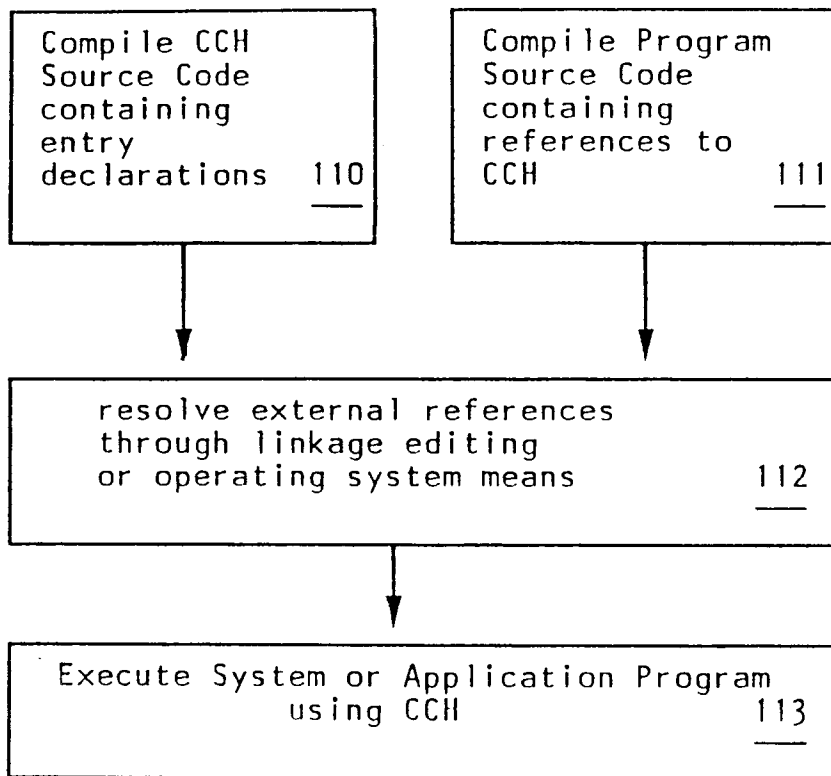 Compile CCH
Source Code
containing
entry
declarations 110
Compile Program
Source Code
containing
references to
CCH 111
resolve external references
through linkage editing
or operating system means 112
Execute System or Application Program
using CCH 113